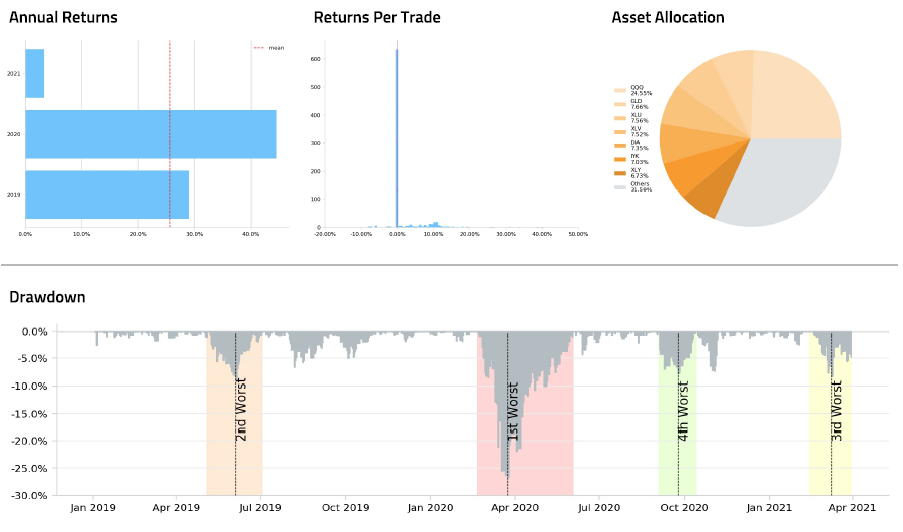 Annual Returns
Returns Per Trade
Asset Allocation
mean
2021
2020
2019
0.0% 10.0% 20.0% 30.0% 40.0%
600
500
400
300
200
100
0
-20.00% -10.00% 0.00% 10.00% 20.00% 30.00% 40.00% 50.00%
QQQ
24.55%
GLD
7.66%
XLU
7.56%
XLV
7.52%
DIA
7.35%
IYK
7.03%
XLY
6.73%
Others
31.59%
Drawdown
0.0%
-5.0%
-10.0%
-15.0%
-20.0%
-25.0%
-30.0%
2nd Worst
1st Worst
4th Worst
3rd Worst
Jan 2019 Apr 2019 Jul 2019 Oct 2019 Jan 2020 Apr 2020 Jul 2020 Oct 2020 Jan 2021 Apr 2021